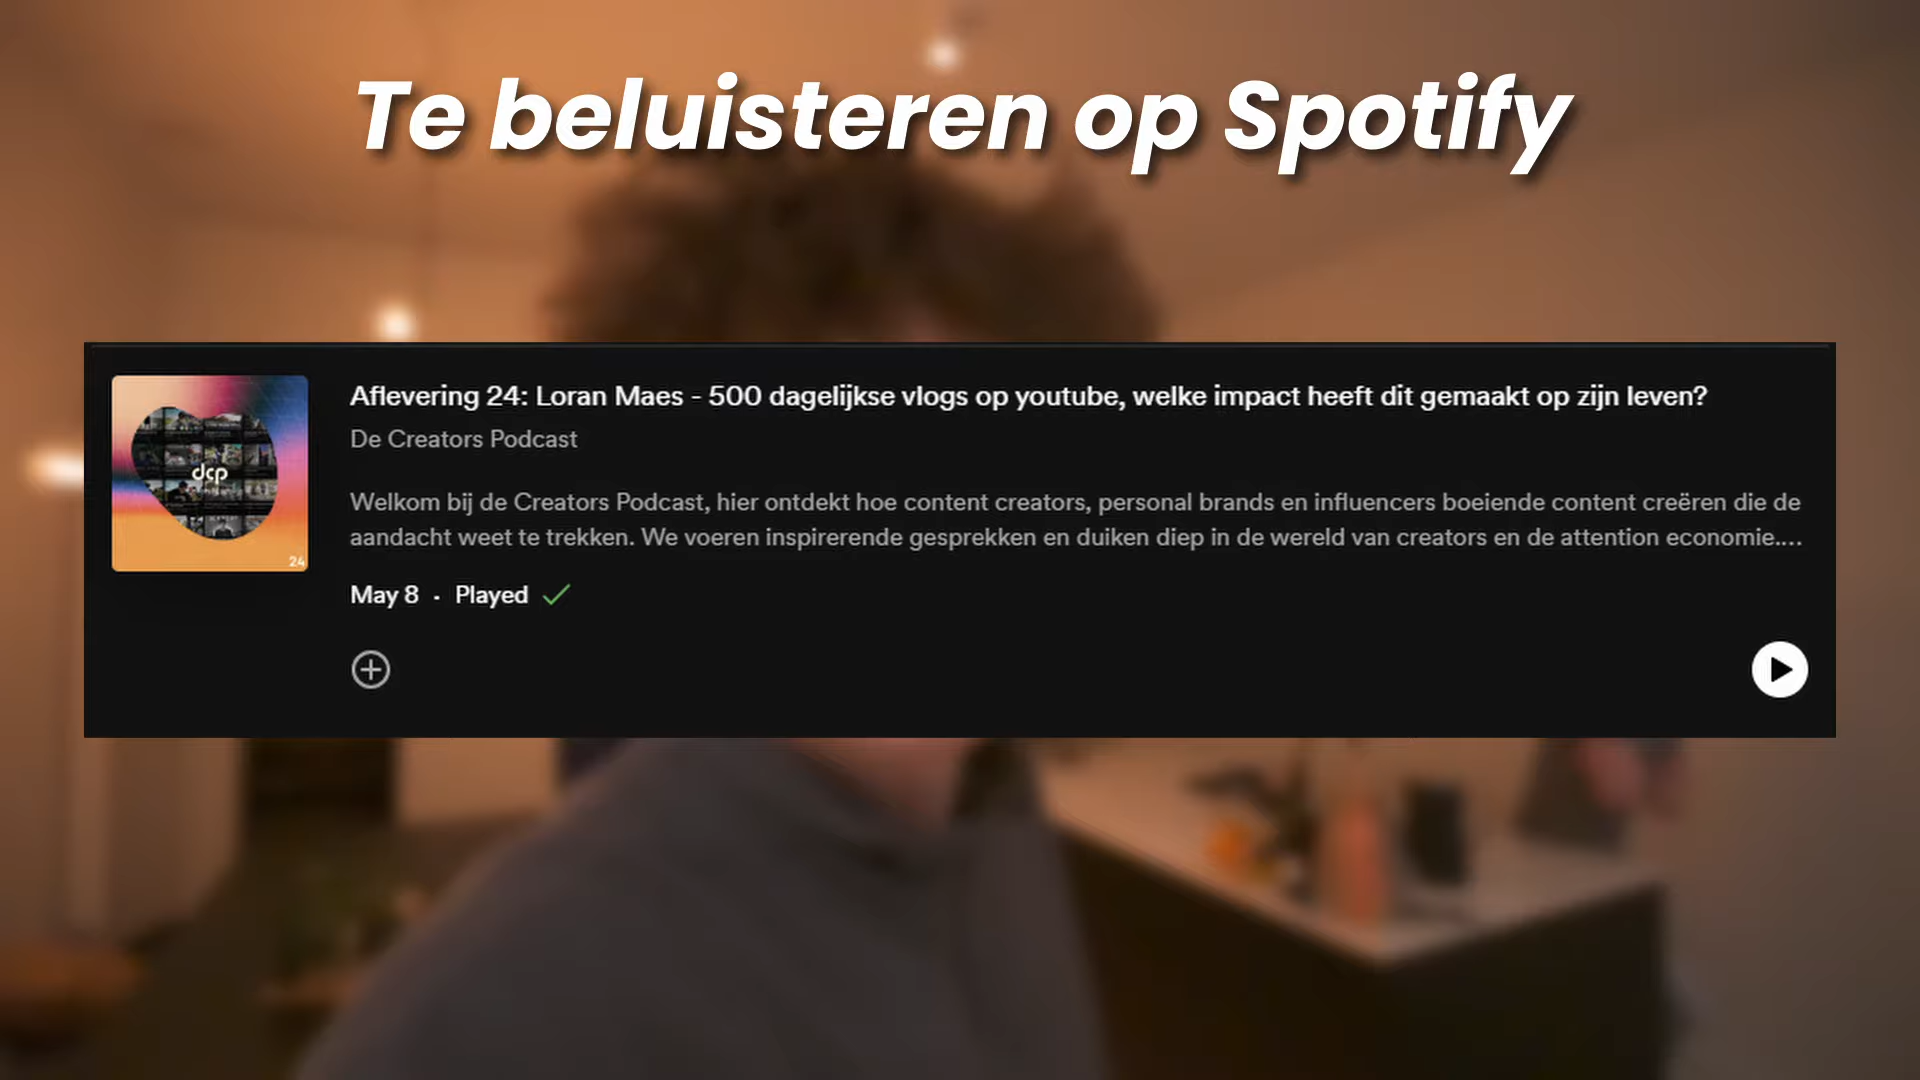 Te beluisteren op Spotify
Aflevering 24: Loran Maes - 500 dagelijkse vlogs op youtube, welke impact heeft dit gemaakt op zijn leven?
De Creators Podcast
dcp
24
Welkom bij de Creators Podcast, hier ontdekt hoe content creators, personal brands en influencers boeiende content creëren die de
aandacht weet te trekken. We voeren inspirerende gesprekken en duiken diep in de wereld van creators en de attention economie....
May 8 · Played